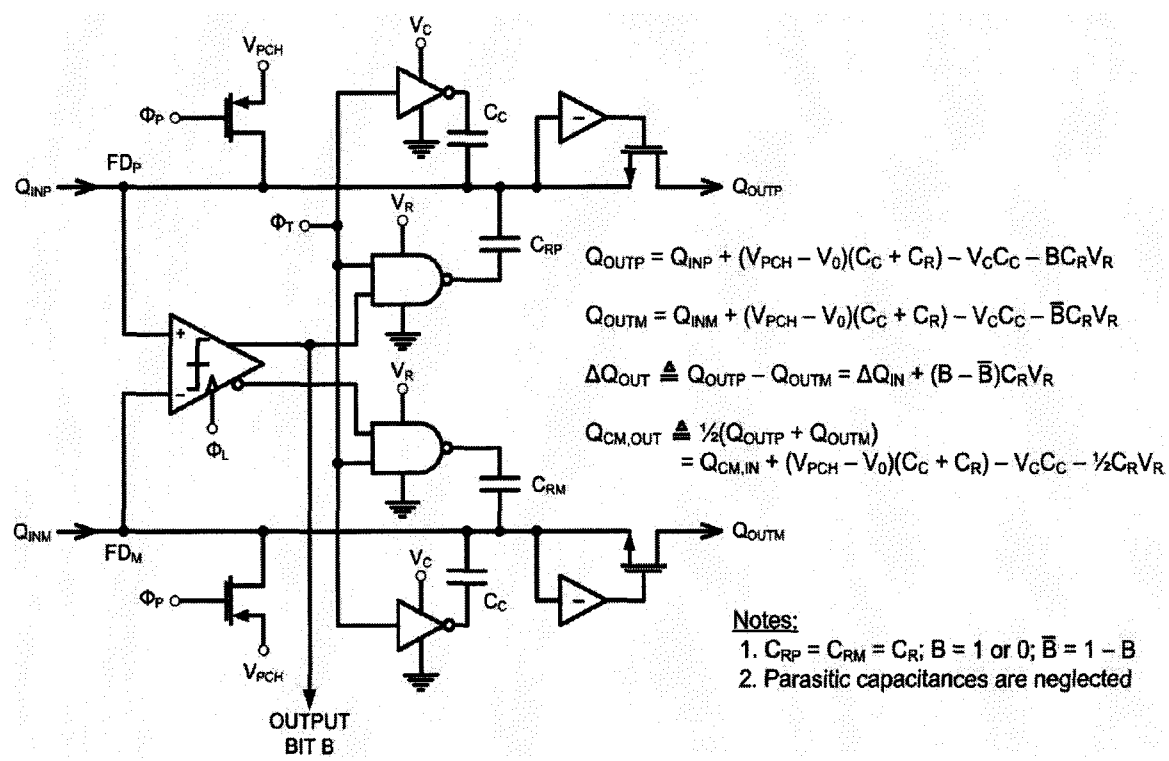 V_PCH
V_C
Φ_P
C_C
FD_P
Q_INP
Q_OUTP
Φ_T
V_R
C_RP
Q_OUTP = Q_INP + (V_PCH – V_0)(C_C + C_R) – V_CC_C – BC_RV_R
Q_OUTM = Q_INM + (V_PCH – V_0)(C_C + C_R) – V_CC_C – B̅C_RV_R
+
−
V_R
ΔQ_OUT ≜ Q_OUTP – Q_OUTM = ΔQ_IN + (B – B̅)C_RV_R
Φ_L
Q_CM,OUT ≜ ½(Q_OUTP + Q_OUTM)
= Q_CM,IN + (V_PCH – V_0)(C_C + C_R) – V_CC_C – ½C_RV_R
C_RM
Q_INM
Q_OUTM
FD_M
V_C
C_C
Φ_P
−
Notes:
1. C_RP = C_RM = C_R; B = 1 or 0; B̅ = 1 – B
2. Parasitic capacitances are neglected
V_PCH
OUTPUT
BIT B